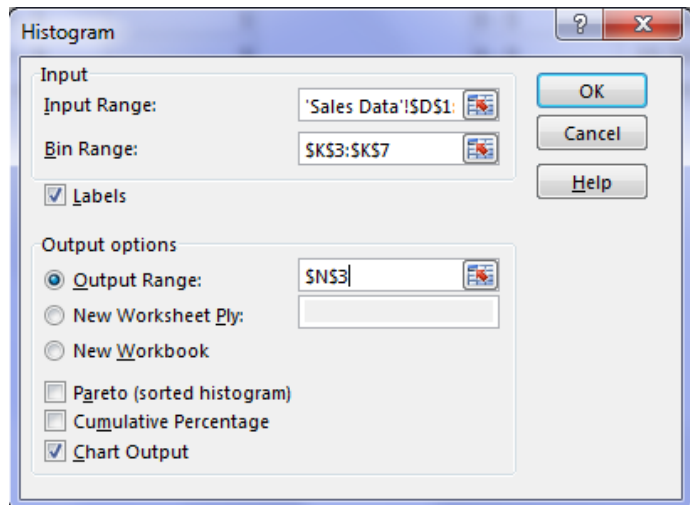 Histogram
?
X
Input
Input Range: 'Sales Data'!$D$1:
Bin Range: $K$3:$K$7
Labels
OK
Cancel
Help
Output options
Output Range: $N$3
New Worksheet Ply:
New Workbook
Pareto (sorted histogram)
Cumulative Percentage
Chart Output